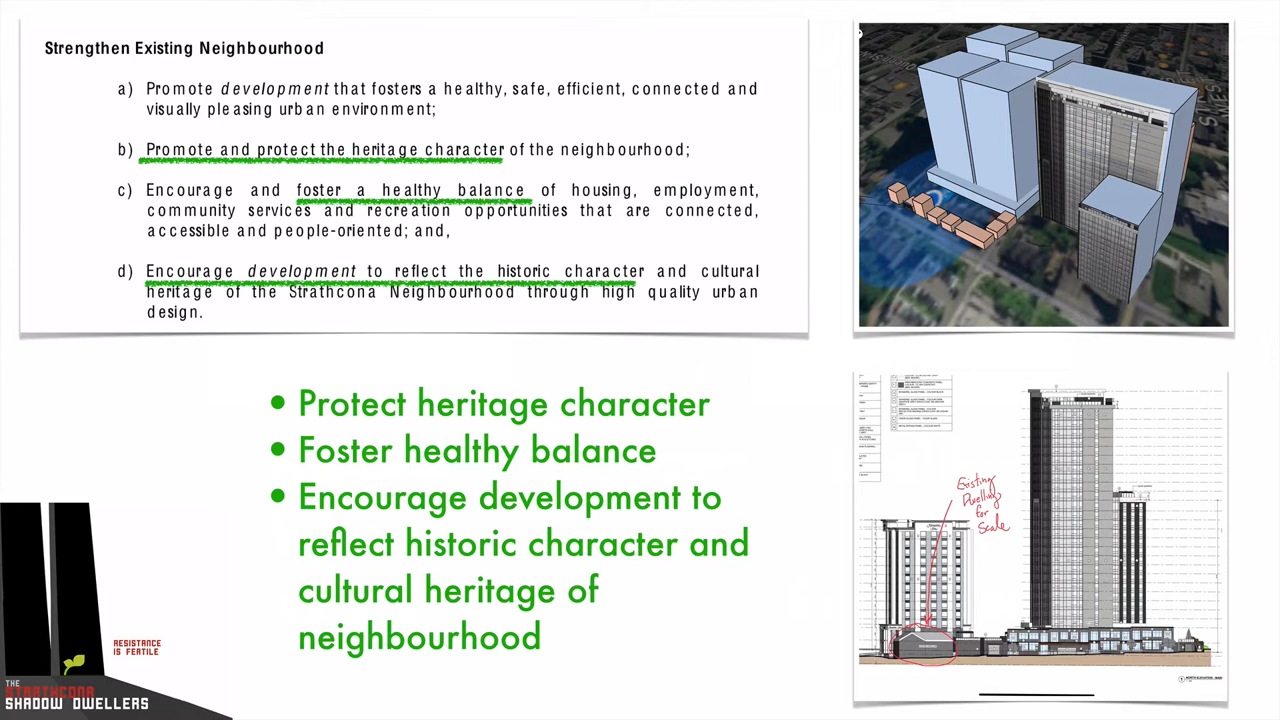 Strengthen Existing Neighbourhood
a) Promote development that fosters a healthy, safe, efficient, connected and
visually pleasing urban environment;
b) Promote and protect the heritage character of the neighbourhood;
c) Encourage and foster a healthy balance of housing, employment,
community services and recreation opportunities that are connected,
accessible and people-oriented; and,
d) Encourage development to reflect the historic character and cultural
heritage of the Strathcona Neighbourhood through high quality urban
design.
• Protect heritage character
• Foster healthy balance
• Encourage development to
reflect historic character and
cultural heritage of
neighbourhood
Existing
Dwelling
for
Scale
RESISTANCE
IS FERTILE
THE
STRATHCONA
SHADOW DWELLERS